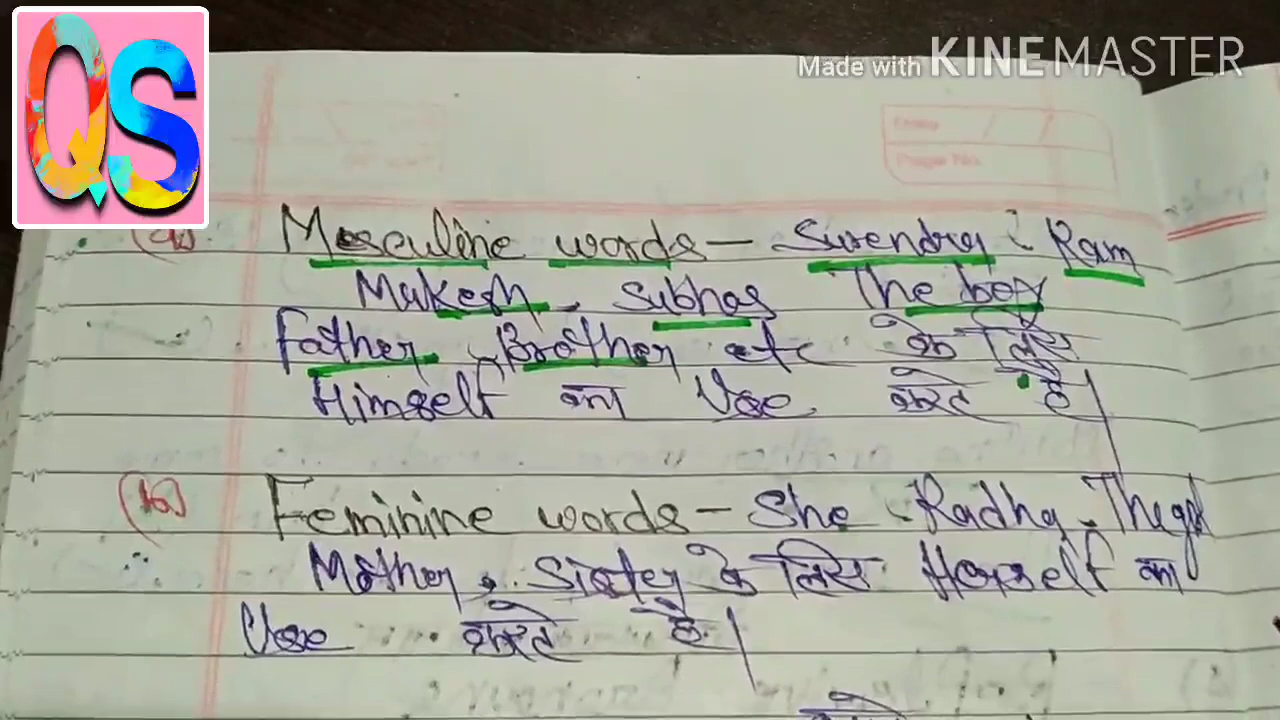 QS
Made with KINEMASTER
(a) Masculine words – Surendra, Ram
Mukesh, Subhas The boy
Father, Brother etc के लिए
Himself का Use करते है|
(b) Feminine words – She, Radha, The girl
Mother, Sister के लिए Herself का
Use करते है|